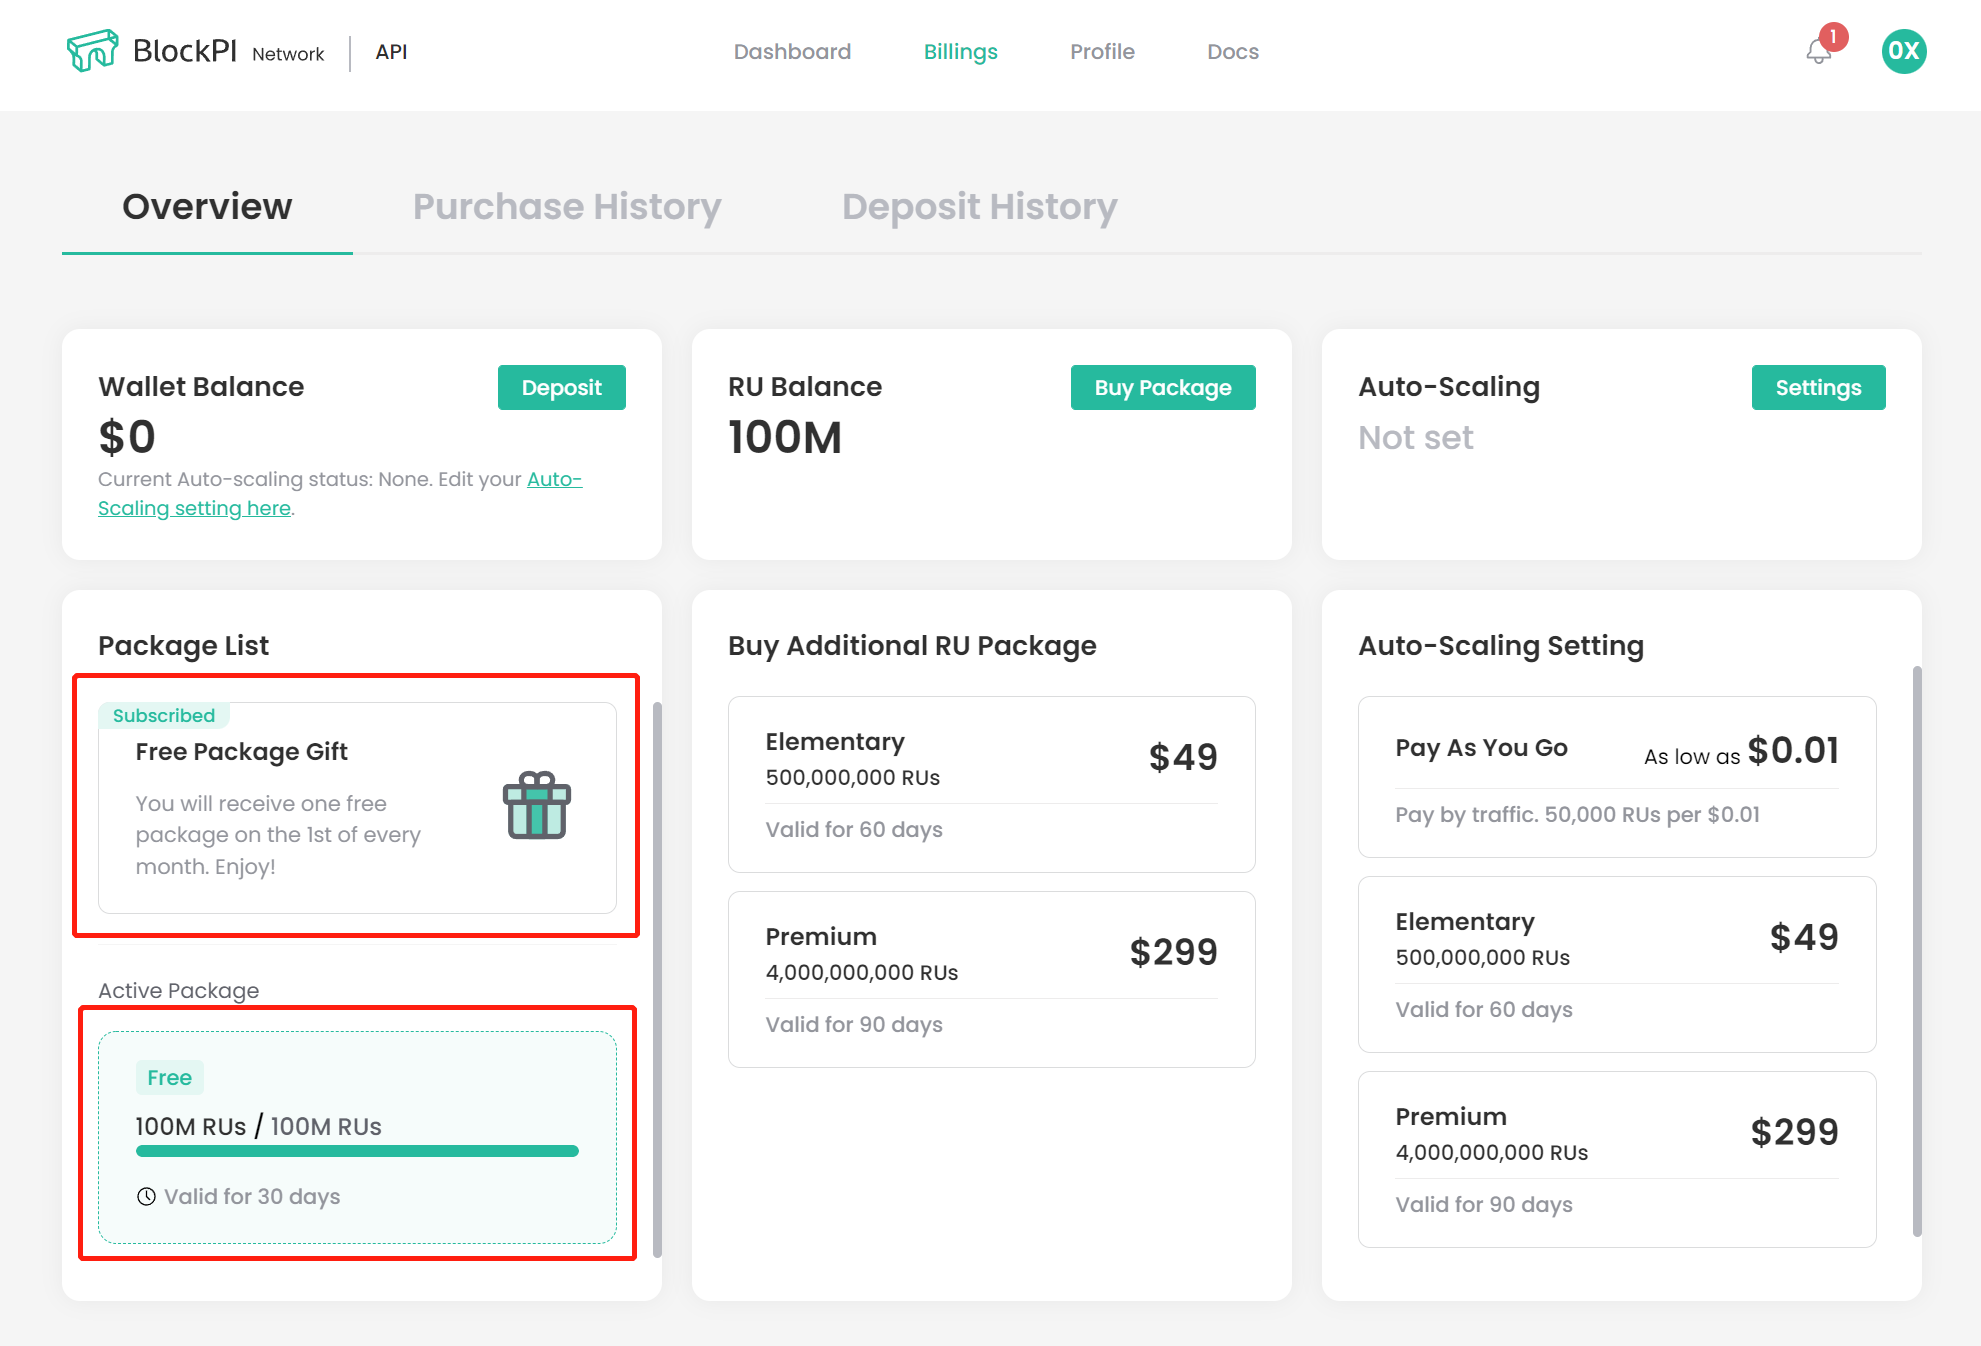 BlockPI Network API
Dashboard
Billings
Profile
Docs
1
0X
Overview
Purchase History
Deposit History
Wallet Balance
Deposit
$0
Current Auto-scaling status: None. Edit your Auto-
Scaling setting here.
RU Balance
Buy Package
100M
Auto-Scaling
Settings
Not set
Package List
Subscribed
Free Package Gift
You will receive one free
package on the 1st of every
month. Enjoy!
Active Package
Free
100M RUs / 100M RUs
Valid for 30 days
Buy Additional RU Package
Elementary
$49
500,000,000 RUs
Valid for 60 days
Premium
$299
4,000,000,000 RUs
Valid for 90 days
Auto-Scaling Setting
Pay As You Go
As low as $0.01
Pay by traffic. 50,000 RUs per $0.01
Elementary
$49
500,000,000 RUs
Valid for 60 days
Premium
$299
4,000,000,000 RUs
Valid for 90 days